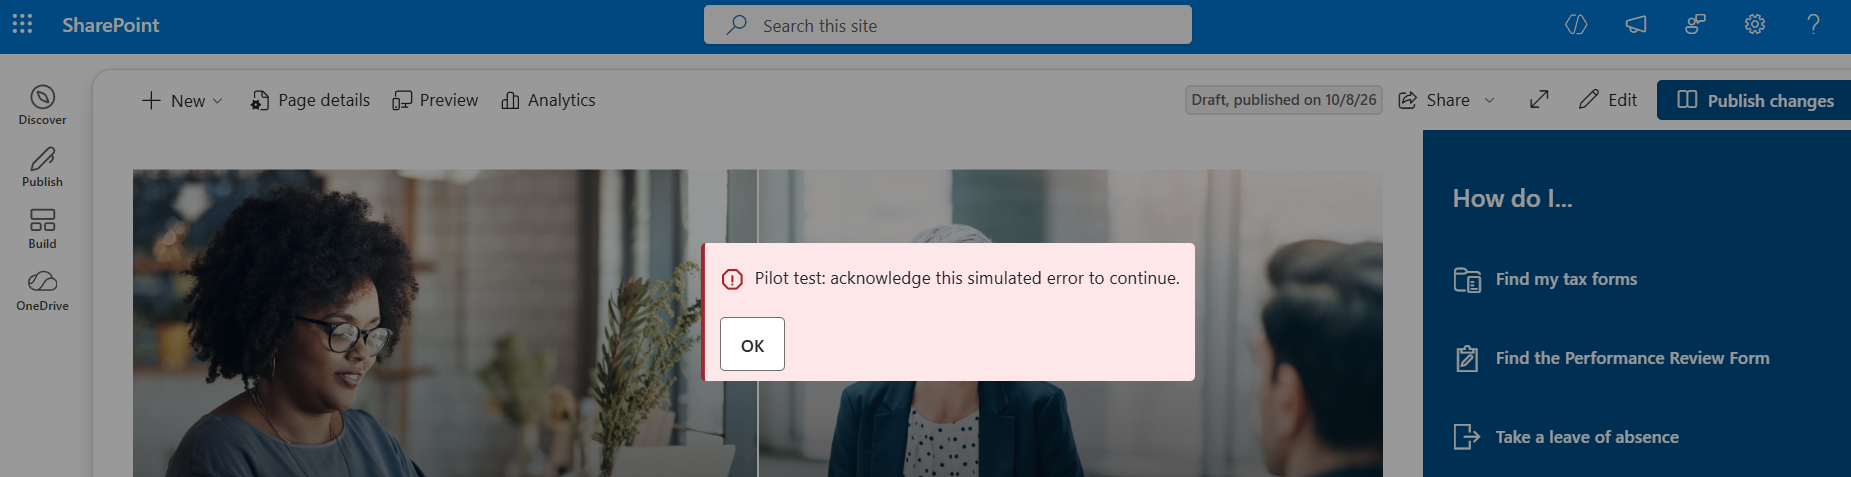 SharePoint
Search this site
Discover
Publish
Build
OneDrive
New
Page details
Preview
Analytics
Draft, published on 10/8/26
Share
Edit
Publish changes
Pilot test: acknowledge this simulated error to continue.
OK
How do I...
Find my tax forms
Find the Performance Review Form
Take a leave of absence